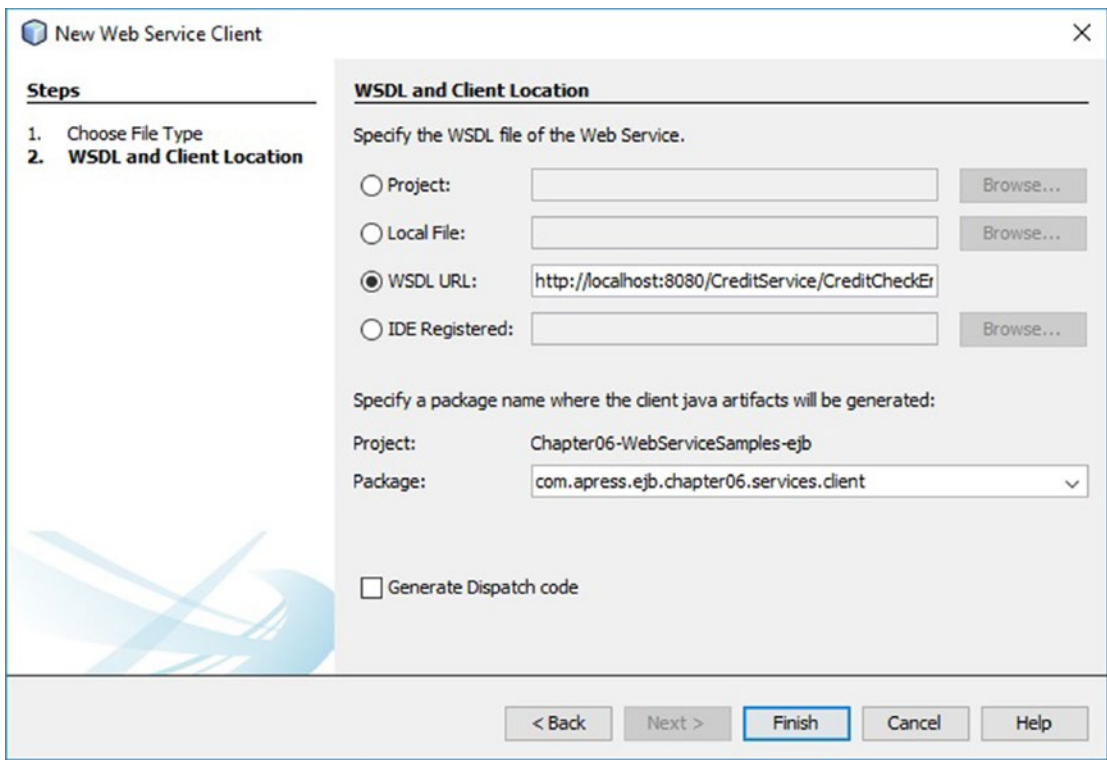 New Web Service Client
Steps
1. Choose File Type
2. WSDL and Client Location
WSDL and Client Location
Specify the WSDL file of the Web Service.
Project: Browse...
Local File: Browse...
WSDL URL: http://localhost:8080/CreditService/CreditCheckEr
IDE Registered: Browse...
Specify a package name where the client java artifacts will be generated:
Project: Chapter06-WebServiceSamples-ejb
Package: com.apress.ejb.chapter06.services.client
Generate Dispatch code
< Back Next > Finish Cancel Help